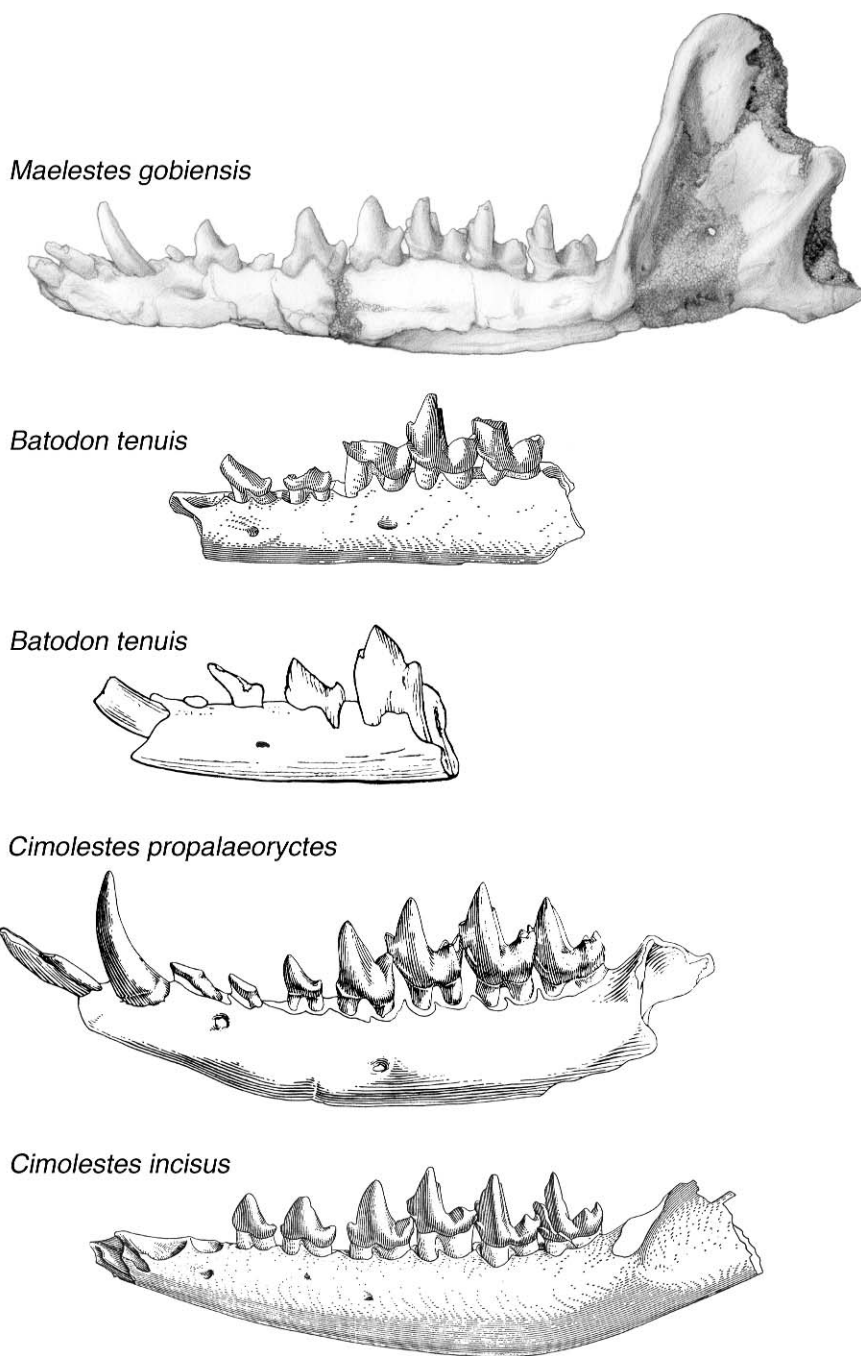 Maelestes gobiensis
Batodon tenuis
Batodon tenuis
Cimolestes propalaeoryctes
Cimolestes incisus